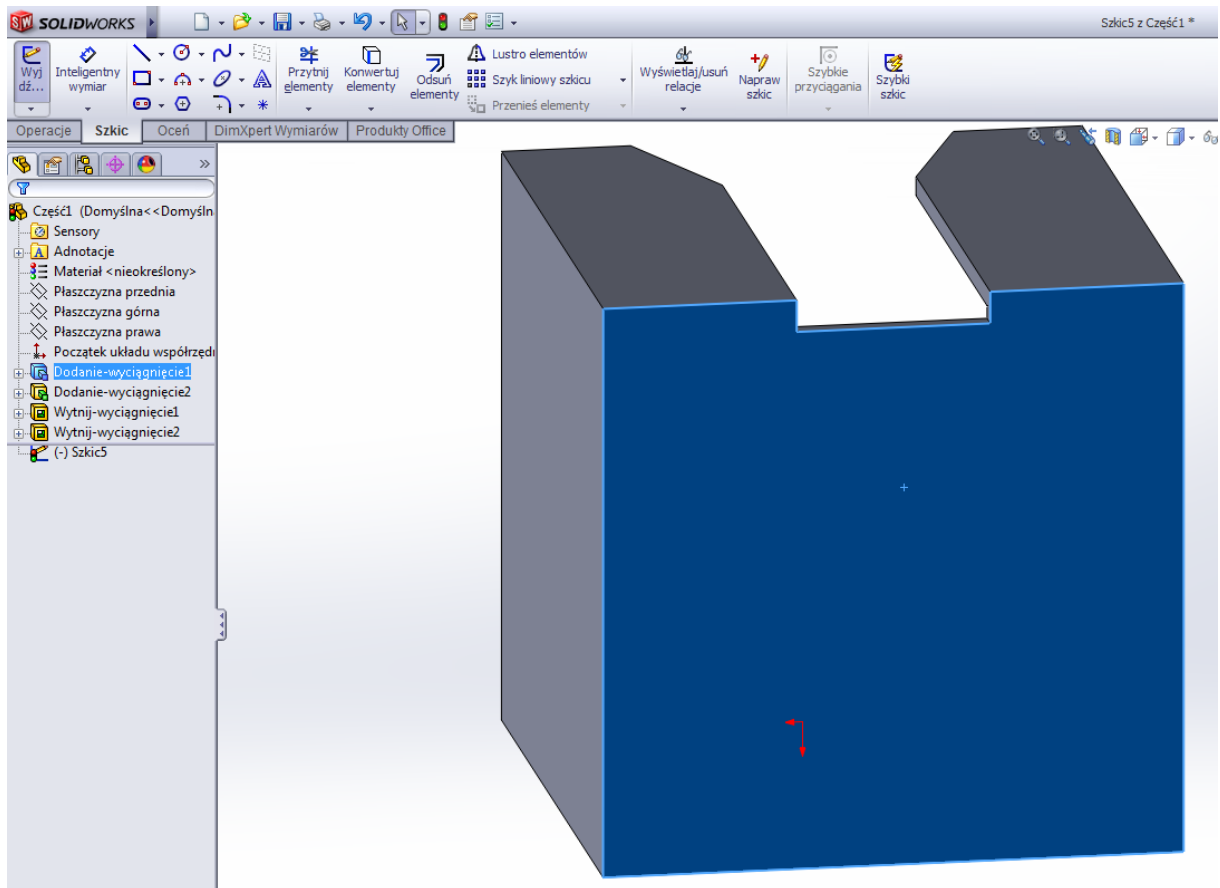 SOLIDWORKS
Szkic5 z Część1 *
Wyj
dź...
Inteligentny
wymiar
Przytnij
elementy
Konwertuj
elementy
Odsuń
elementy
Lustro elementów
Szyk liniowy szkicu
Przenieś elementy
Wyświetlaj/usuń
relacje
Napraw
szkic
Szybkie
przyciągania
Szybki
szkic
Operacje Szkic Oceń DimXpert Wymiarów Produkty Office
Część1 (Domyślna<<Domyśln
Sensory
Adnotacje
Materiał <nieokreślony>
Płaszczyzna przednia
Płaszczyzna górna
Płaszczyzna prawa
Początek układu współrzędn
Dodanie-wyciągnięcie1
Dodanie-wyciągnięcie2
Wytnij-wyciągnięcie1
Wytnij-wyciągnięcie2
(-) Szkic5